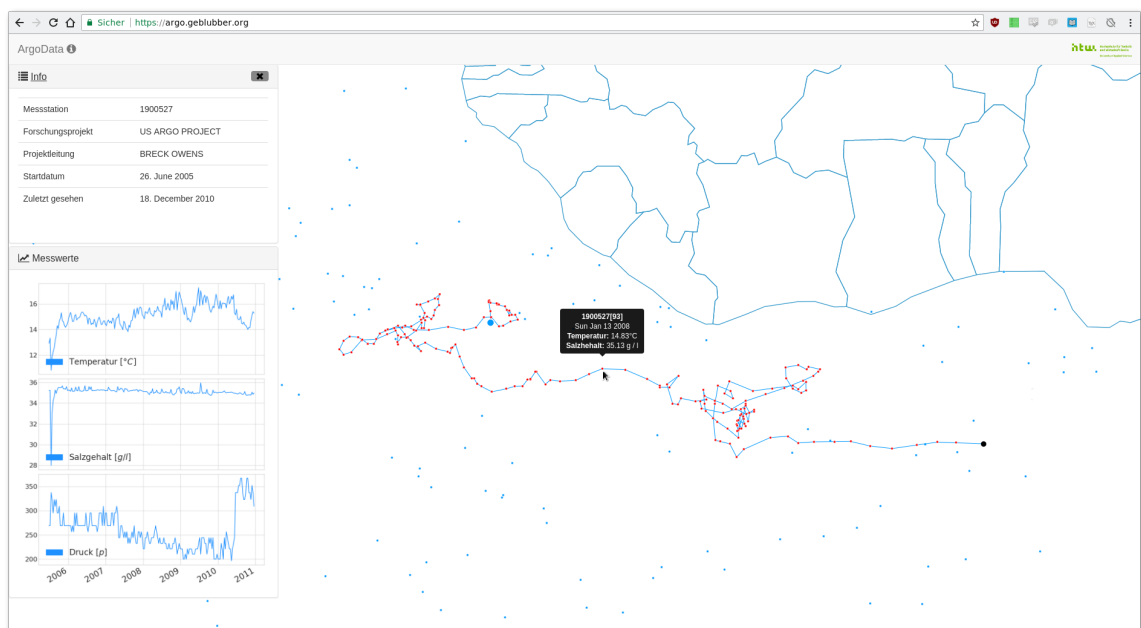 Sicher | https://argo.geblubber.org
ArgoData
htw.
Info
Messstation 1900527
Forschungsprojekt US ARGO PROJECT
Projektleitung BRECK OWENS
Startdatum 26. June 2005
Zuletzt gesehen 18. December 2010
Messwerte
16
14
12
Temperatur [°C]
36
34
32
30
28
Salzgehalt [g/l]
350
300
250
200
Druck [p]
2006 2007 2008 2009 2010 2011
1900527[93]
Sun Jan 13 2008
Temperatur: 14.83°C
Salzhehalt: 35.13 g / l